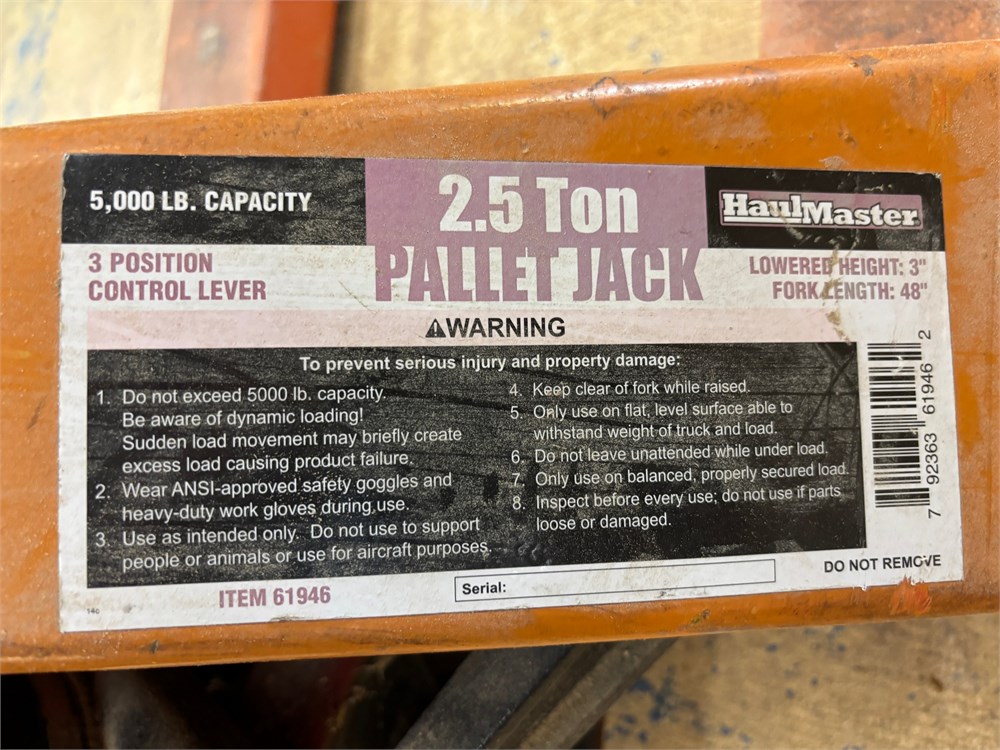 5,000 LB. CAPACITY
2.5 Ton
PALLET JACK
HaulMaster
3 POSITION
CONTROL LEVER
LOWERED HEIGHT: 3"
FORK LENGTH: 48"
⚠WARNING
To prevent serious injury and property damage:
1. Do not exceed 5000 lb. capacity.
Be aware of dynamic loading!
Sudden load movement may briefly create
excess load causing product failure.
2. Wear ANSI-approved safety goggles and
heavy-duty work gloves during use.
3. Use as intended only. Do not use to support
people or animals or use for aircraft purposes.
4. Keep clear of fork while raised.
5. Only use on flat, level surface able to
withstand weight of truck and load.
6. Do not leave unattended while under load.
7. Only use on balanced, properly secured load.
8. Inspect before every use; do not use if parts
loose or damaged.
7 92363 61946 2
14c
ITEM 61946
Serial:
DO NOT REMOVE